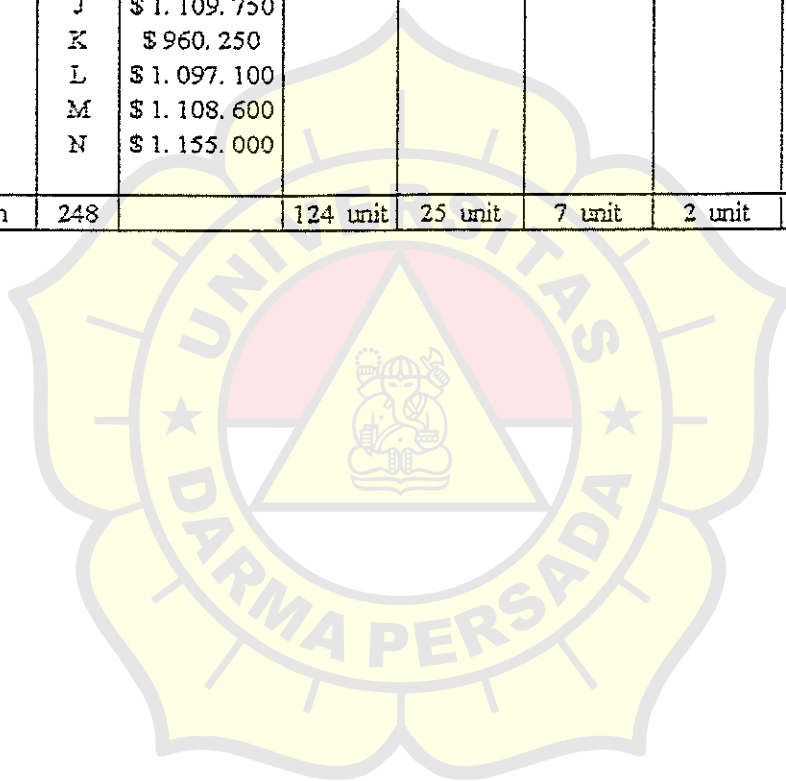 J $ 1. 109. 750
K $ 960. 250
L $ 1. 097. 100
M $ 1. 108. 600
N $ 1. 155. 000
248 124 unit 25 unit 7 unit 2 unit
UNIVERSITAS
DARMA PERSADA